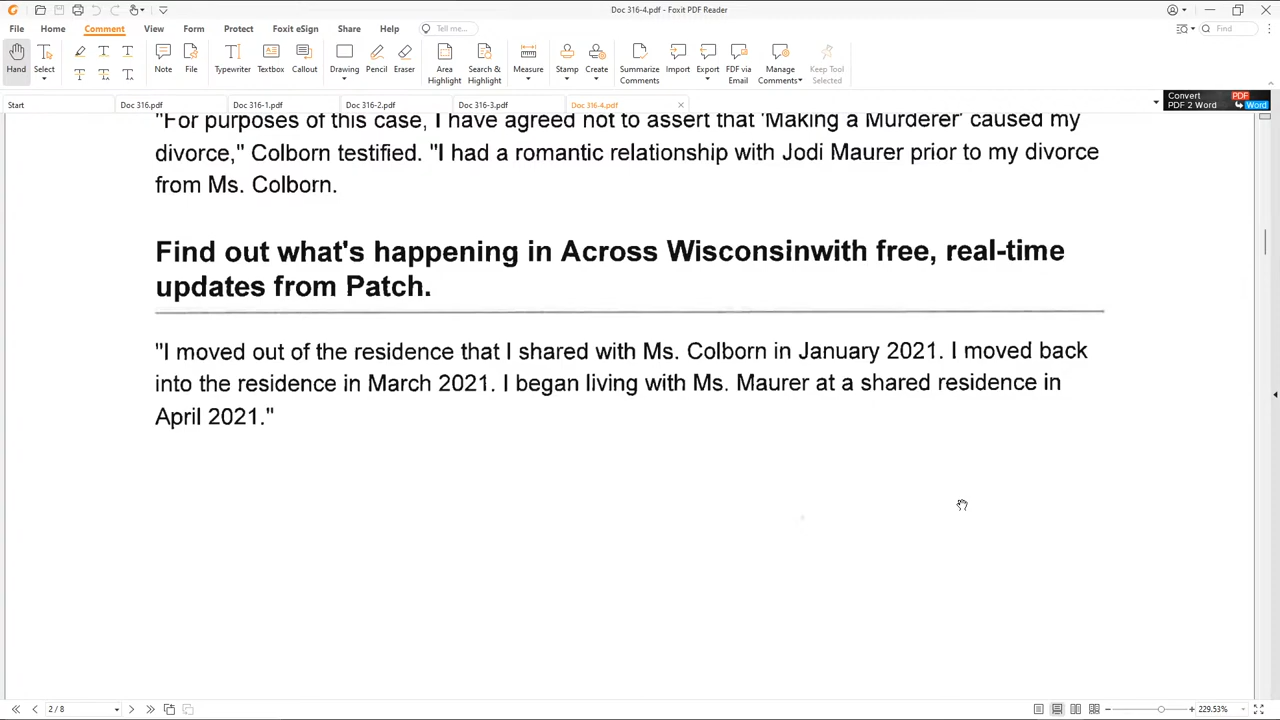 Doc 316-4.pdf - Foxit PDF Reader
File Home Comment View Form Protect Foxit eSign Share Help Tell me... Find
Hand Select Note File Typewriter Textbox Callout Drawing Pencil Eraser Area Highlight Search & Highlight Measure Stamp Create Summarize Comments Import Export FDF via Email Manage Comments Keep Tool Selected
Start Doc 316.pdf Doc 316-1.pdf Doc 316-2.pdf Doc 316-3.pdf Doc 316-4.pdf Convert PDF
PDF 2 Word Word
"For purposes of this case, I have agreed not to assert that 'Making a Murderer' caused my
divorce," Colborn testified. "I had a romantic relationship with Jodi Maurer prior to my divorce
from Ms. Colborn.
Find out what's happening in Across Wisconsinwith free, real-time
updates from Patch.
"I moved out of the residence that I shared with Ms. Colborn in January 2021. I moved back
into the residence in March 2021. I began living with Ms. Maurer at a shared residence in
April 2021."
2 / 8 229.53%